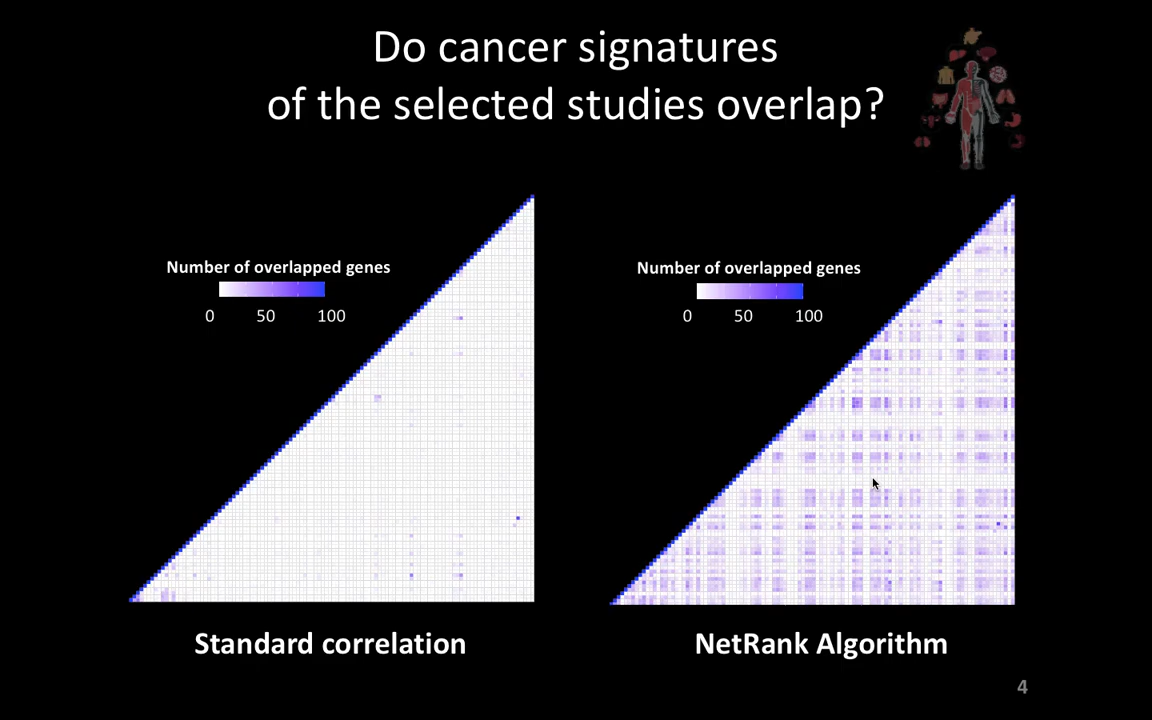 Do cancer signatures
of the selected studies overlap?
Number of overlapped genes
0 50 100
Number of overlapped genes
0 50 100
Standard correlation
NetRank Algorithm
4